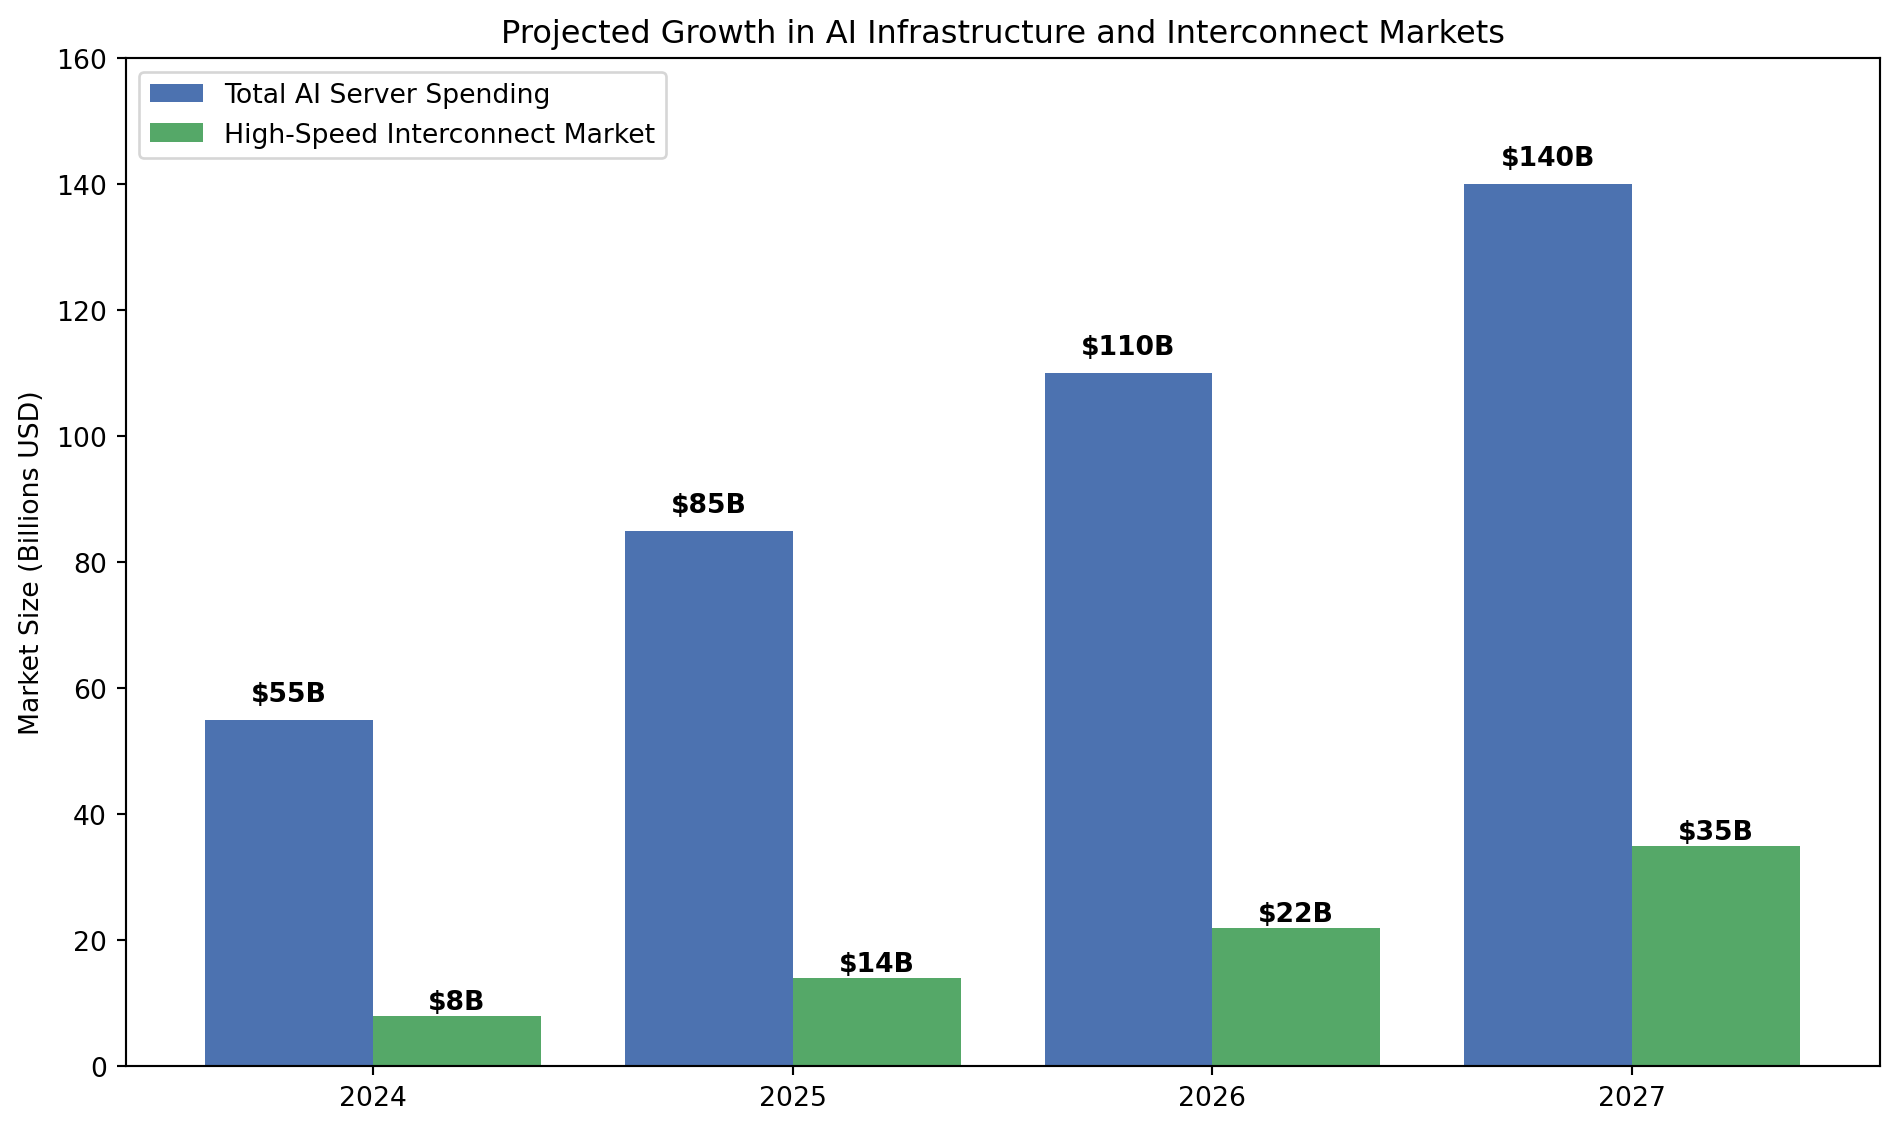 Projected Growth in AI Infrastructure and Interconnect Markets
Total AI Server Spending
High-Speed Interconnect Market
Market Size (Billions USD)
160
140
120
100
80
60
40
20
0
$55B
$8B
$85B
$14B
$110B
$22B
$140B
$35B
2024
2025
2026
2027